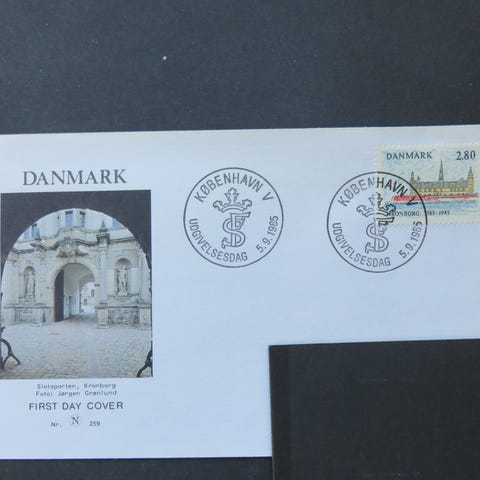 DANMARK
Slotsporten, Kronborg
Foto: Jørgen Grønlund
FIRST DAY COVER
Nr. N 259
KØBENHAVN V
UDGIVELSESDAG 5.9.1985
KØBENHAVN V
UDGIVELSESDAG 5.9.1985
DANMARK 2.80
1585-1985